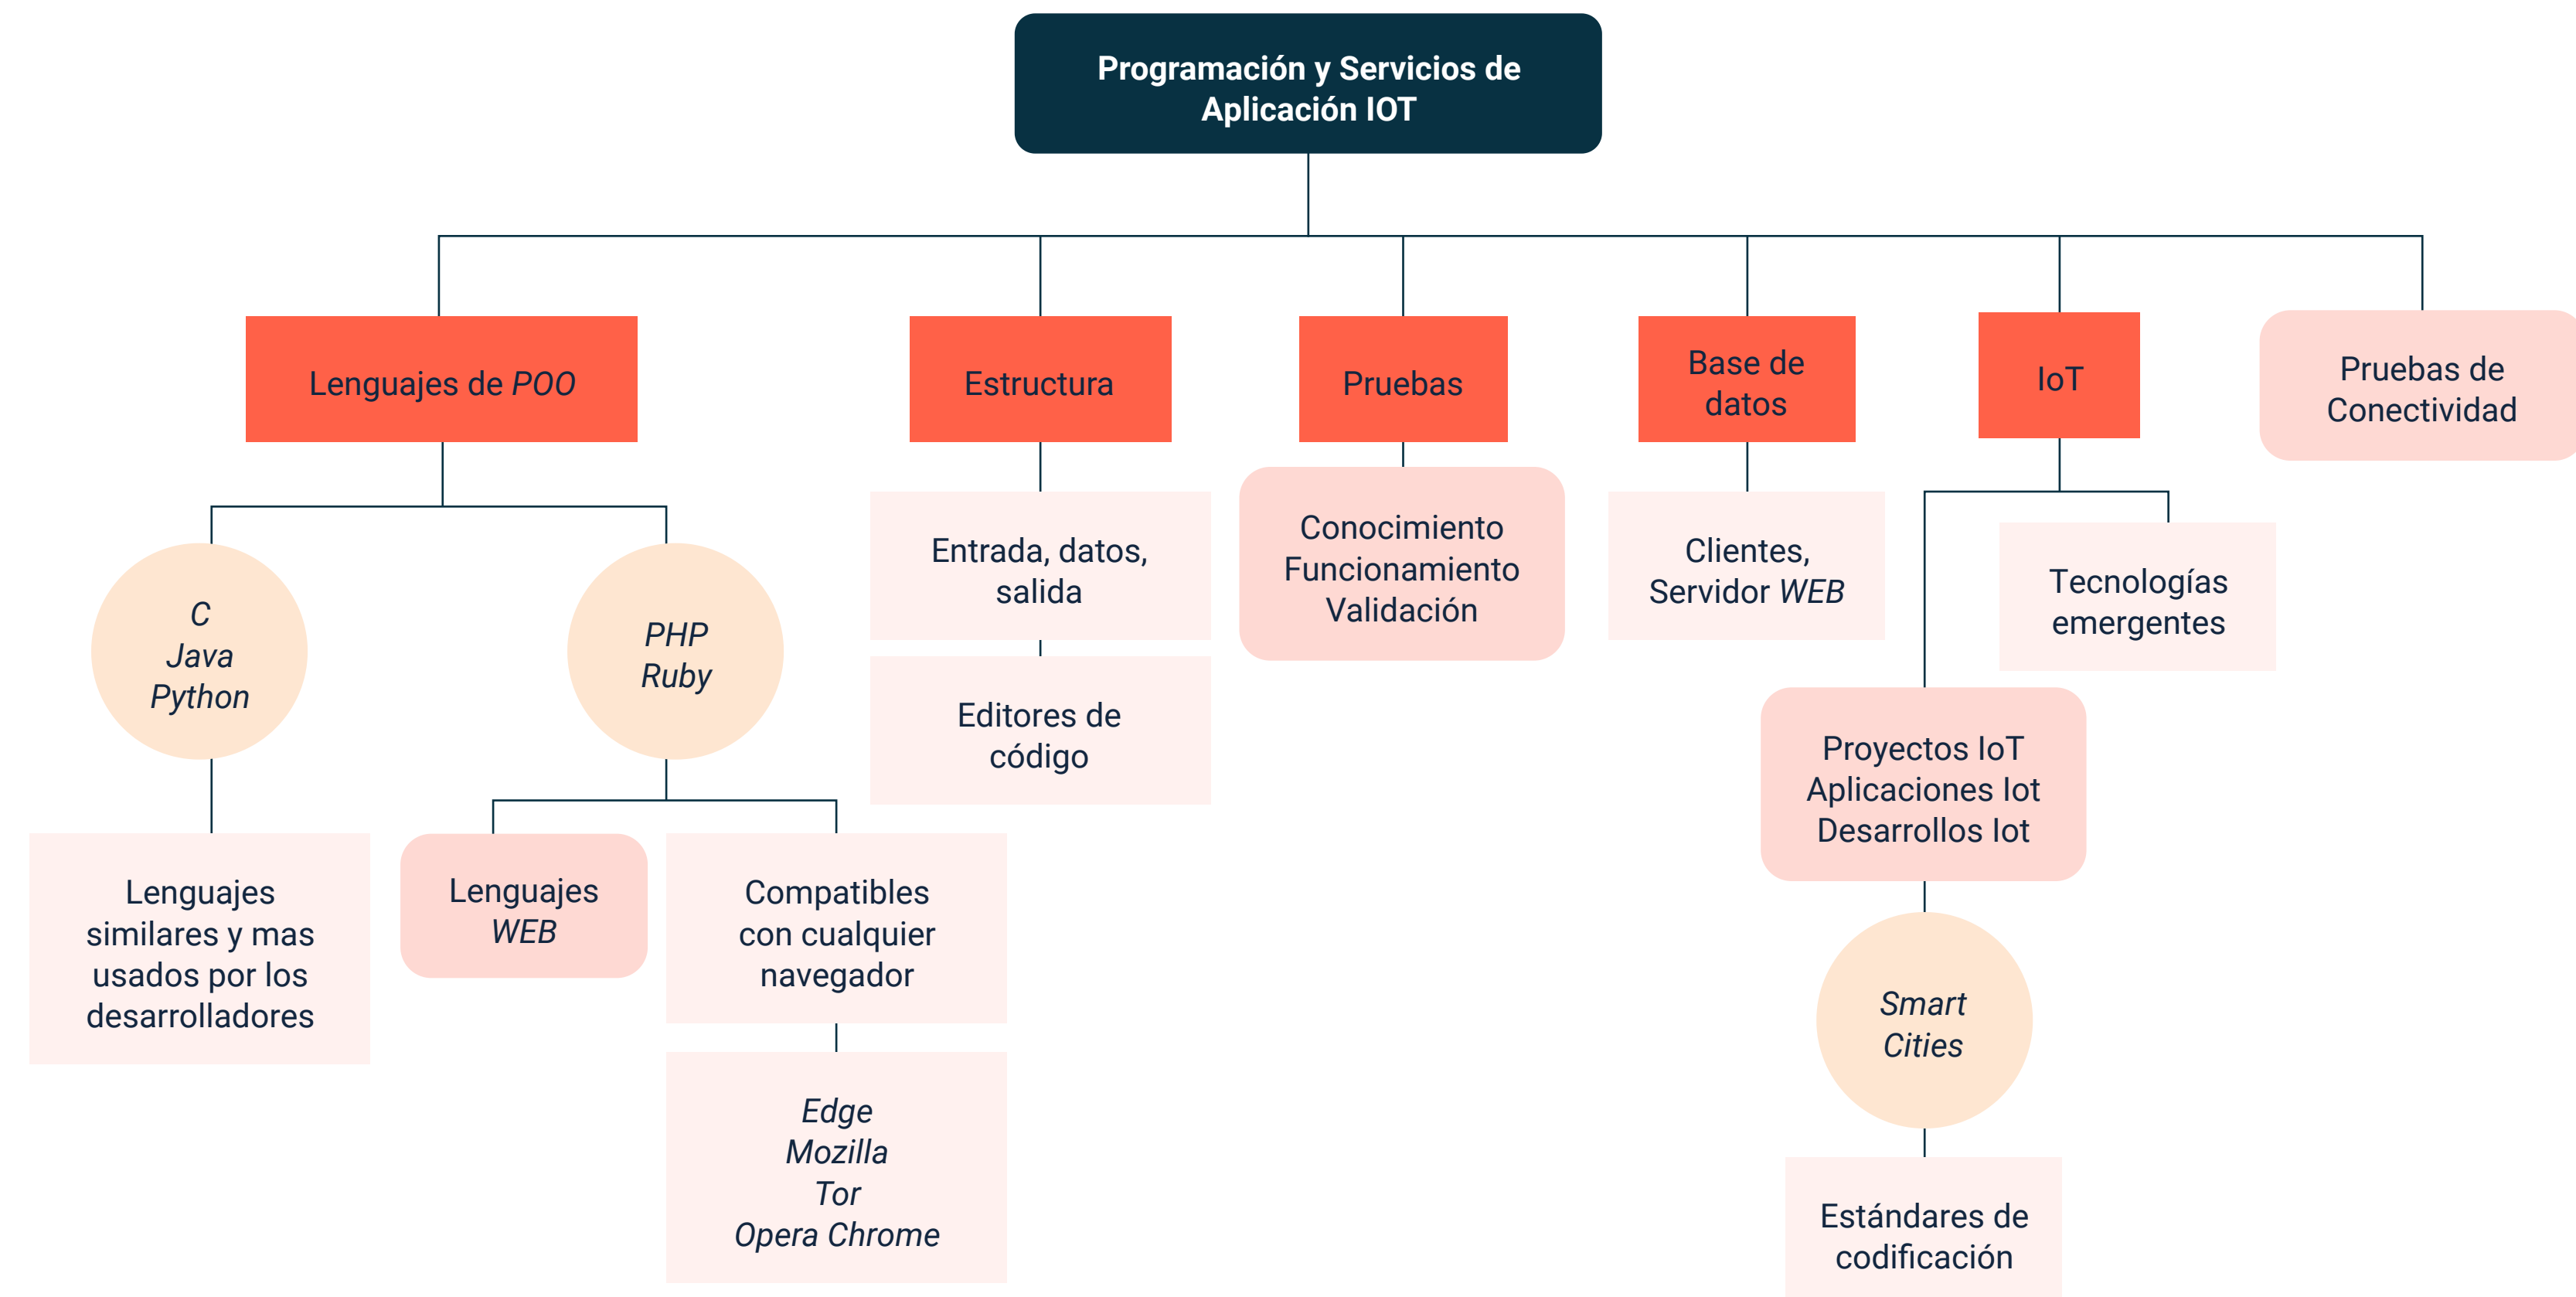 Programación y Servicios de
Aplicación IOT
Lenguajes de POO
Estructura
Pruebas
Base de
datos
IoT
Pruebas de
Conectividad
C
Java
Python
PHP
Ruby
Entrada, datos,
salida
Editores de
código
Conocimiento
Funcionamiento
Validación
Clientes,
Servidor WEB
Tecnologías
emergentes
Proyectos IoT
Aplicaciones Iot
Desarrollos Iot
Lenguajes
similares y mas
usados por los
desarrolladores
Lenguajes
WEB
Compatibles
con cualquier
navegador
Edge
Mozilla
Tor
Opera Chrome
Smart
Cities
Estándares de
codificación